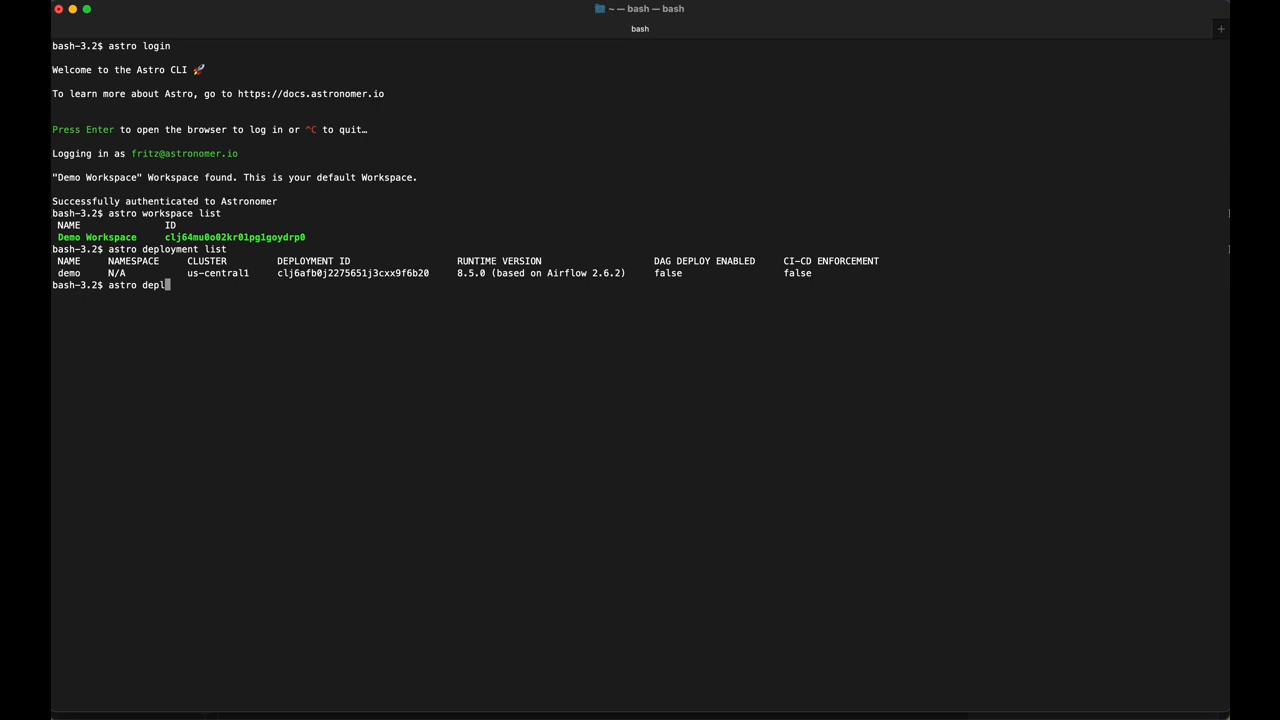 ~ — bash — bash
bash
+
bash-3.2$ astro login
Welcome to the Astro CLI 🚀
To learn more about Astro, go to https://docs.astronomer.io
Press Enter to open the browser to log in or ^C to quit…
Logging in as fritz@astronomer.io
"Demo Workspace" Workspace found. This is your default Workspace.
Successfully authenticated to Astronomer
bash-3.2$ astro workspace list
NAME ID
Demo Workspace clj64mu0o02kr01pg1goydrp0
bash-3.2$ astro deployment list
NAME NAMESPACE CLUSTER DEPLOYMENT ID RUNTIME VERSION DAG DEPLOY ENABLED CI-CD ENFORCEMENT
demo N/A us-central1 clj6afb0j2275651j3cxx9f6b20 8.5.0 (based on Airflow 2.6.2) false false
bash-3.2$ astro depl